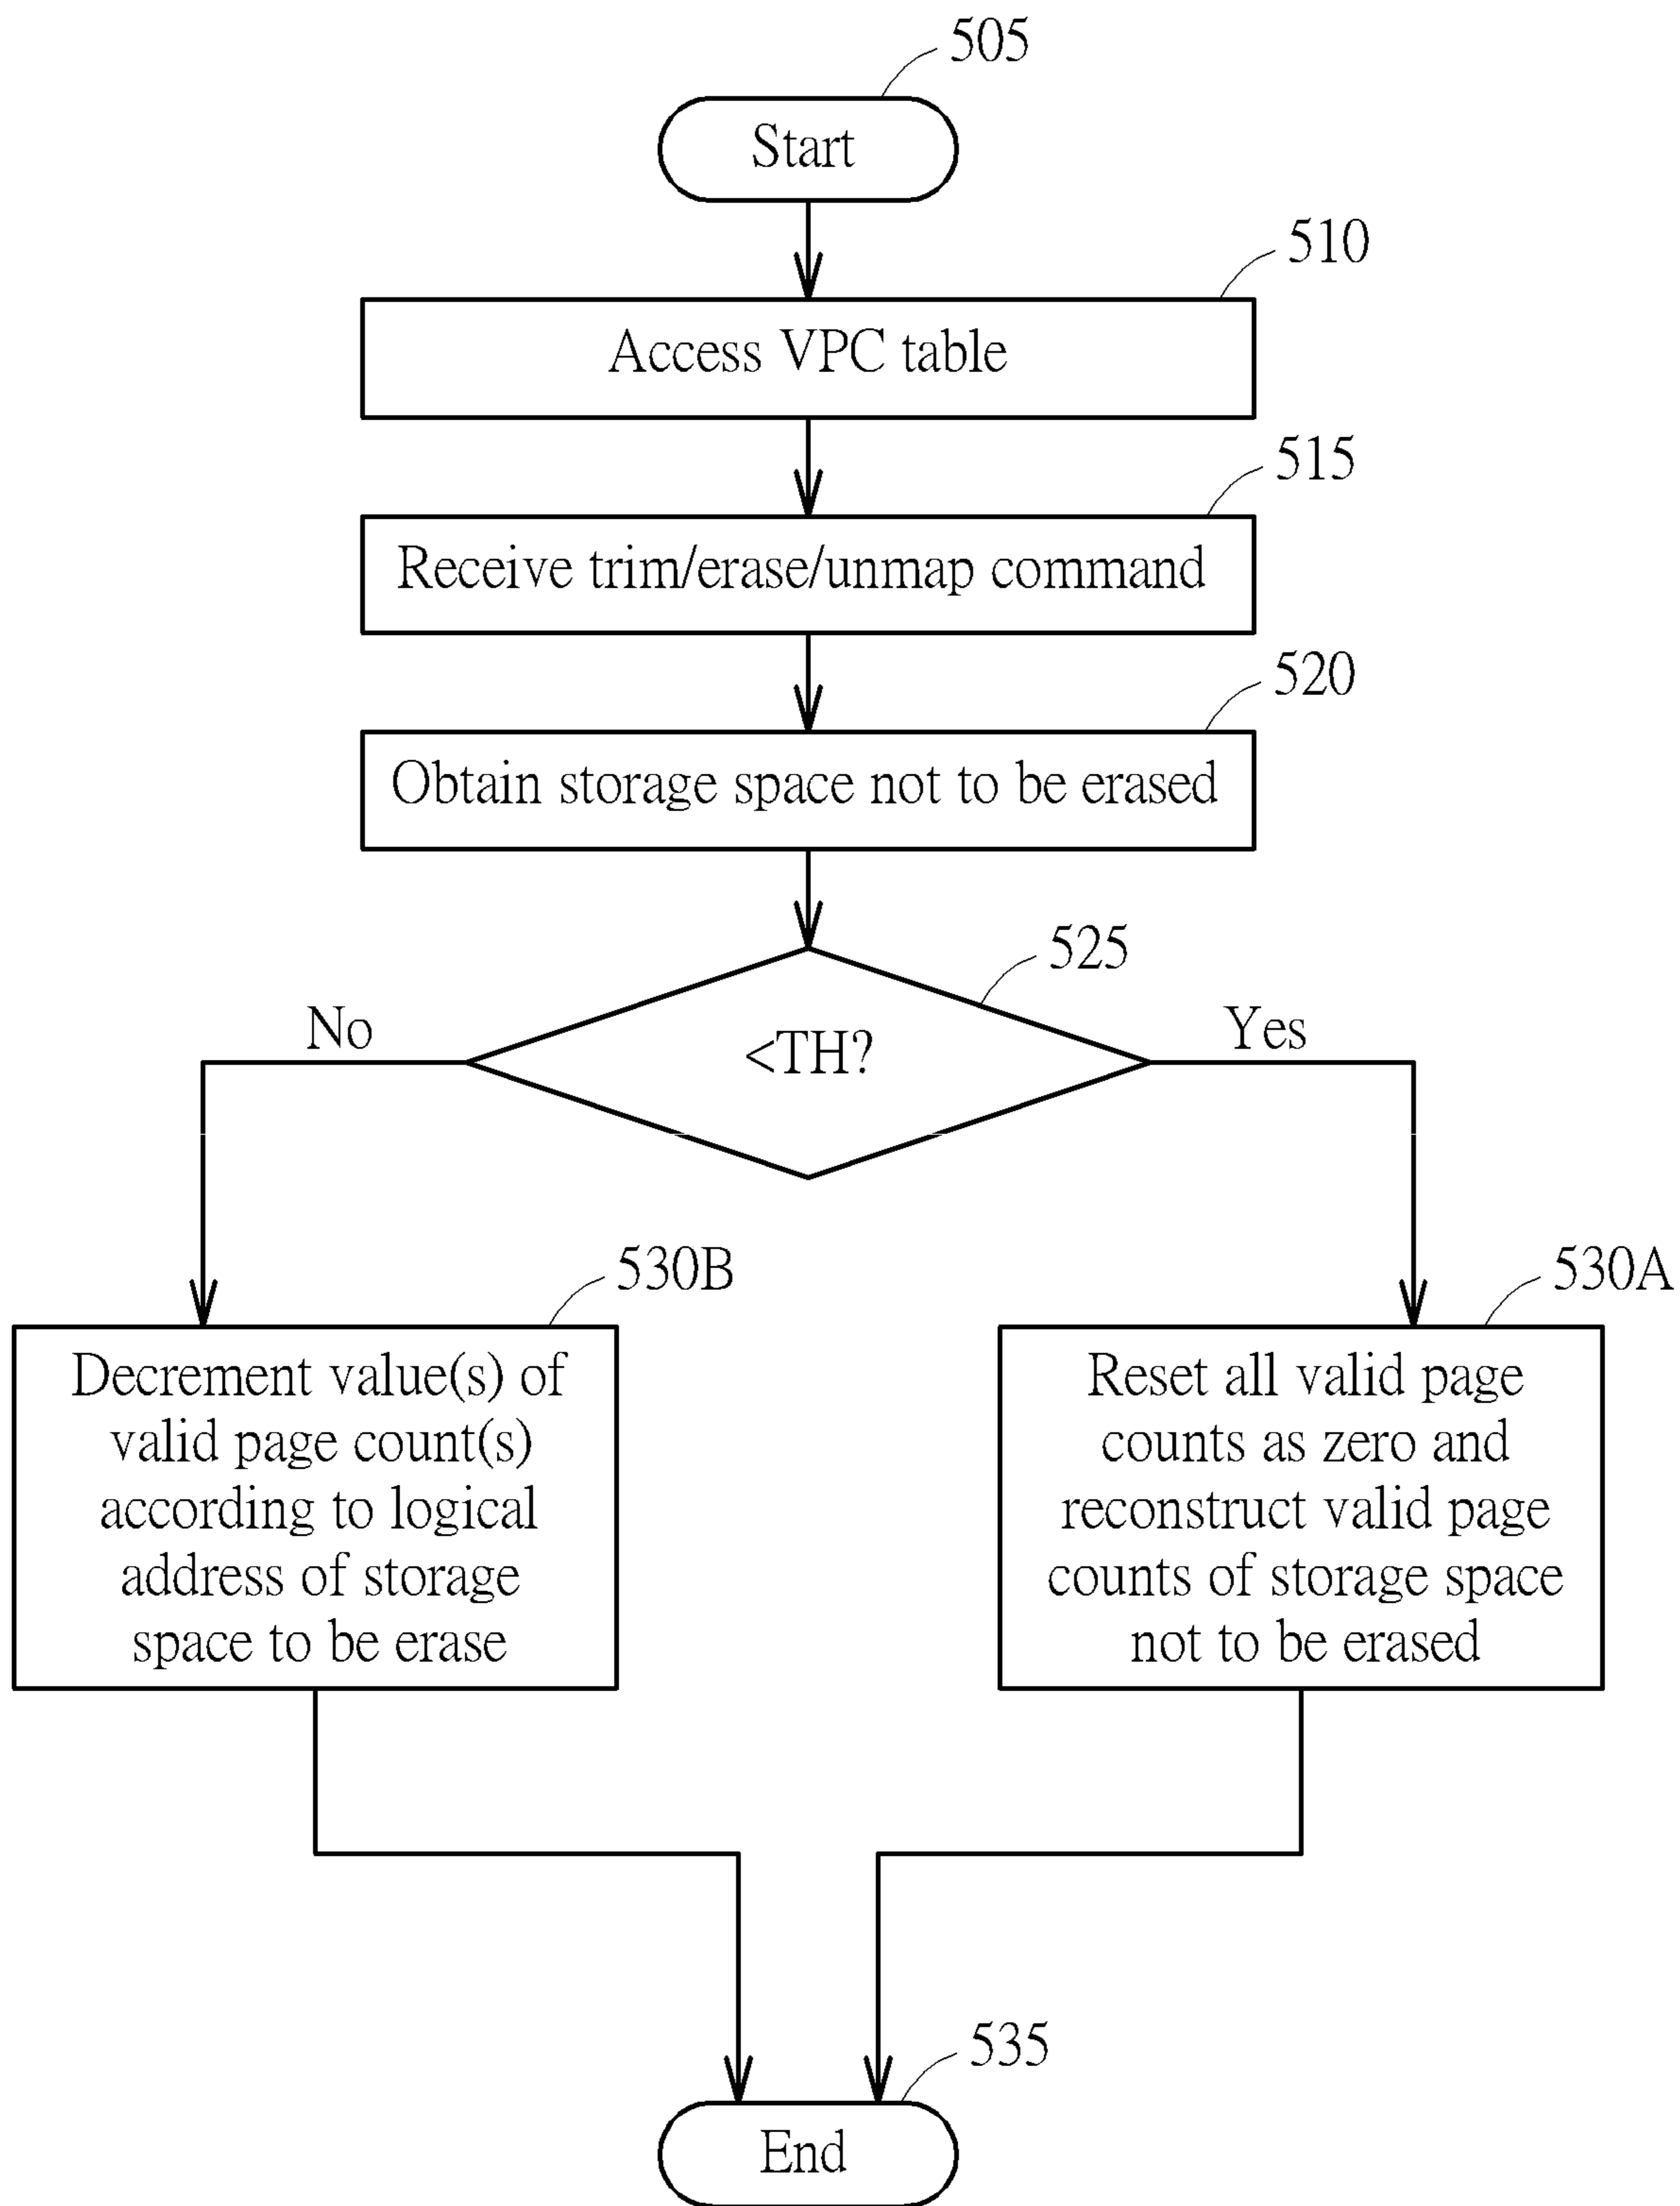 505
Start
510
Access VPC table
515
Receive trim/erase/unmap command
520
Obtain storage space not to be erased
525
No
<TH?
Yes
530B
Decrement value(s) of
valid page count(s)
according to logical
address of storage
space to be erase
530A
Reset all valid page
counts as zero and
reconstruct valid page
counts of storage space
not to be erased
535
End